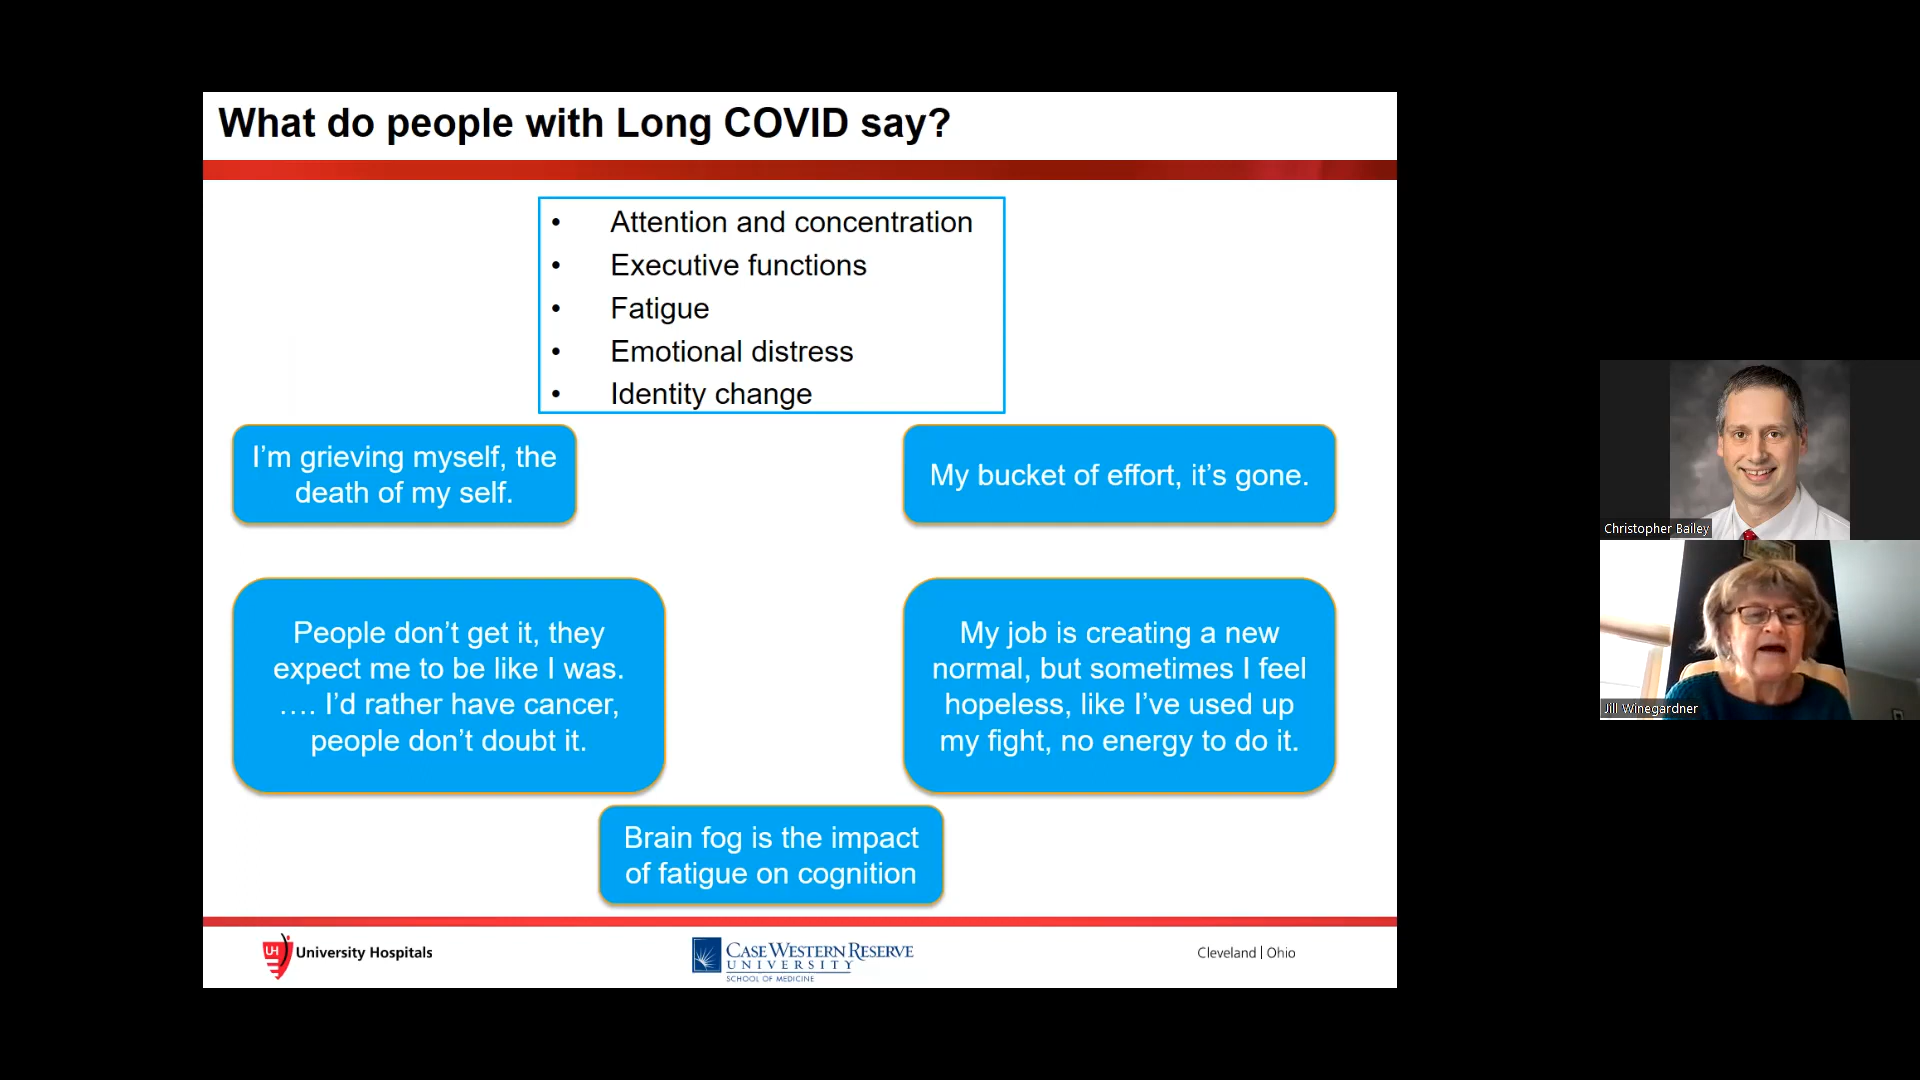 What do people with Long COVID say?
• Attention and concentration
• Executive functions
• Fatigue
• Emotional distress
• Identity change
I’m grieving myself, the
death of my self.
My bucket of effort, it’s gone.
People don’t get it, they
expect me to be like I was.
…. I’d rather have cancer,
people don’t doubt it.
My job is creating a new
normal, but sometimes I feel
hopeless, like I’ve used up
my fight, no energy to do it.
Brain fog is the impact
of fatigue on cognition
UH University Hospitals
CASE WESTERN RESERVE
UNIVERSITY
SCHOOL OF MEDICINE
Cleveland | Ohio
Christopher Bailey
Jill Winegardner